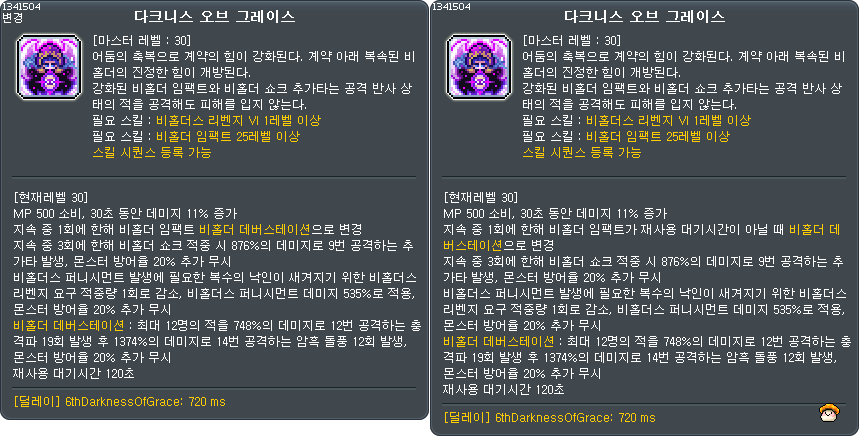 1341504
변경
다크니스 오브 그레이스
[마스터 레벨 : 30]
어둠의 축복으로 계약의 힘이 강화된다. 계약 아래 복속된 비
홀더의 진정한 힘이 개방된다.
강화된 비홀더 임팩트와 비홀더 쇼크 추가타는 공격 반사 상
태의 적을 공격해도 피해를 입지 않는다.
필요 스킬 : 비홀더스 리벤지 VI 1레벨 이상
필요 스킬 : 비홀더 임팩트 25레벨 이상
스킬 시퀀스 등록 가능
[현재레벨 30]
MP 500 소비, 30초 동안 데미지 11% 증가
지속 중 1회에 한해 비홀더 임팩트 비홀더 데버스테이션으로 변경
지속 중 3회에 한해 비홀더 쇼크 적중 시 876%의 데미지로 9번 공격하는 추
가타 발생, 몬스터 방어율 20% 추가 무시
비홀더스 퍼니시먼트 발생에 필요한 복수의 낙인이 새겨지기 위한 비홀더스
리벤지 요구 적중량 1회로 감소, 비홀더스 퍼니시먼트 데미지 535%로 적용,
몬스터 방어율 20% 추가 무시
비홀더 데버스테이션 : 최대 12명의 적을 748%의 데미지로 12번 공격하는 충
격파 19회 발생 후 1374%의 데미지로 14번 공격하는 암흑 돌풍 12회 발생,
몬스터 방어율 20% 추가 무시
재사용 대기시간 120초
[딜레이] 6thDarknessOfGrace: 720 ms
1341504
다크니스 오브 그레이스
[마스터 레벨 : 30]
어둠의 축복으로 계약의 힘이 강화된다. 계약 아래 복속된 비
홀더의 진정한 힘이 개방된다.
강화된 비홀더 임팩트와 비홀더 쇼크 추가타는 공격 반사 상
태의 적을 공격해도 피해를 입지 않는다.
필요 스킬 : 비홀더스 리벤지 VI 1레벨 이상
필요 스킬 : 비홀더 임팩트 25레벨 이상
스킬 시퀀스 등록 가능
[현재레벨 30]
MP 500 소비, 30초 동안 데미지 11% 증가
지속 중 1회에 한해 비홀더 임팩트가 재사용 대기시간이 아닐 때 비홀더 데
버스테이션으로 변경
지속 중 3회에 한해 비홀더 쇼크 적중 시 876%의 데미지로 9번 공격하는 추
가타 발생, 몬스터 방어율 20% 추가 무시
비홀더스 퍼니시먼트 발생에 필요한 복수의 낙인이 새겨지기 위한 비홀더스
리벤지 요구 적중량 1회로 감소, 비홀더스 퍼니시먼트 데미지 535%로 적용,
몬스터 방어율 20% 추가 무시
비홀더 데버스테이션 : 최대 12명의 적을 748%의 데미지로 12번 공격하는 충
격파 19회 발생 후 1374%의 데미지로 14번 공격하는 암흑 돌풍 12회 발생,
몬스터 방어율 20% 추가 무시
재사용 대기시간 120초
[딜레이] 6thDarknessOfGrace: 720 ms